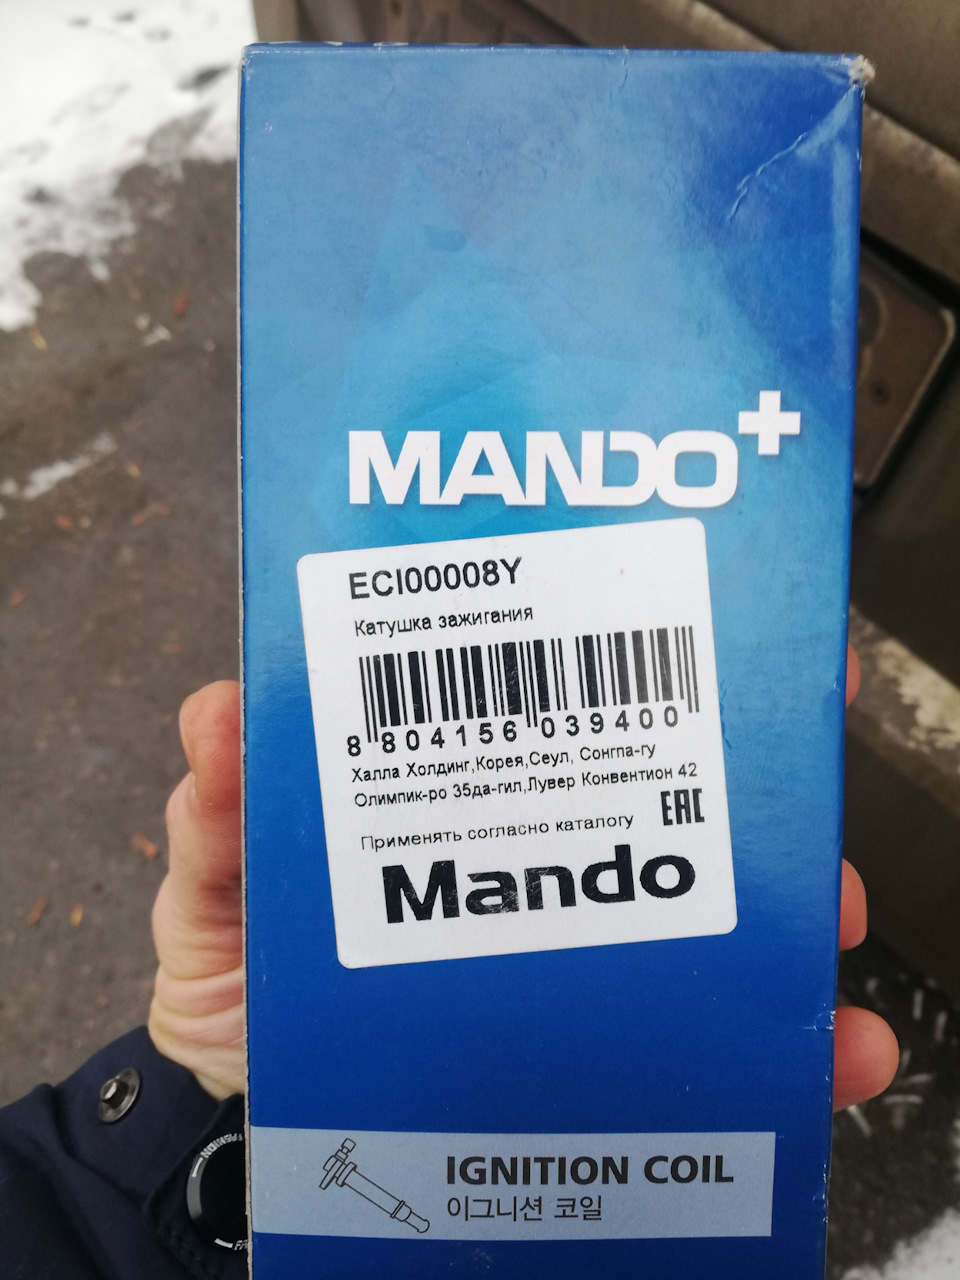 MANDO+
ECI00008Y
Катушка зажигания
8 804156 039400
Халла Холдинг,Корея,Сеул, Сонгпа-гу
Олимпик-ро 35да-гил,Лувер Конвентион 42
EAC
Применять согласно каталогу
Mando
IGNITION COIL
이그니션 코일